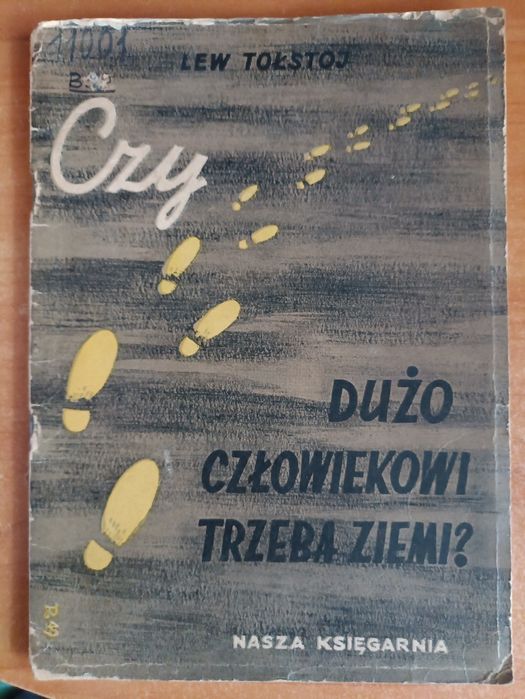 11001
B
LEW TOŁSTOJ
Czy
DUŻO
CZŁOWIEKOWI
TRZEBA ZIEMI?
NASZA KSIĘGARNIA